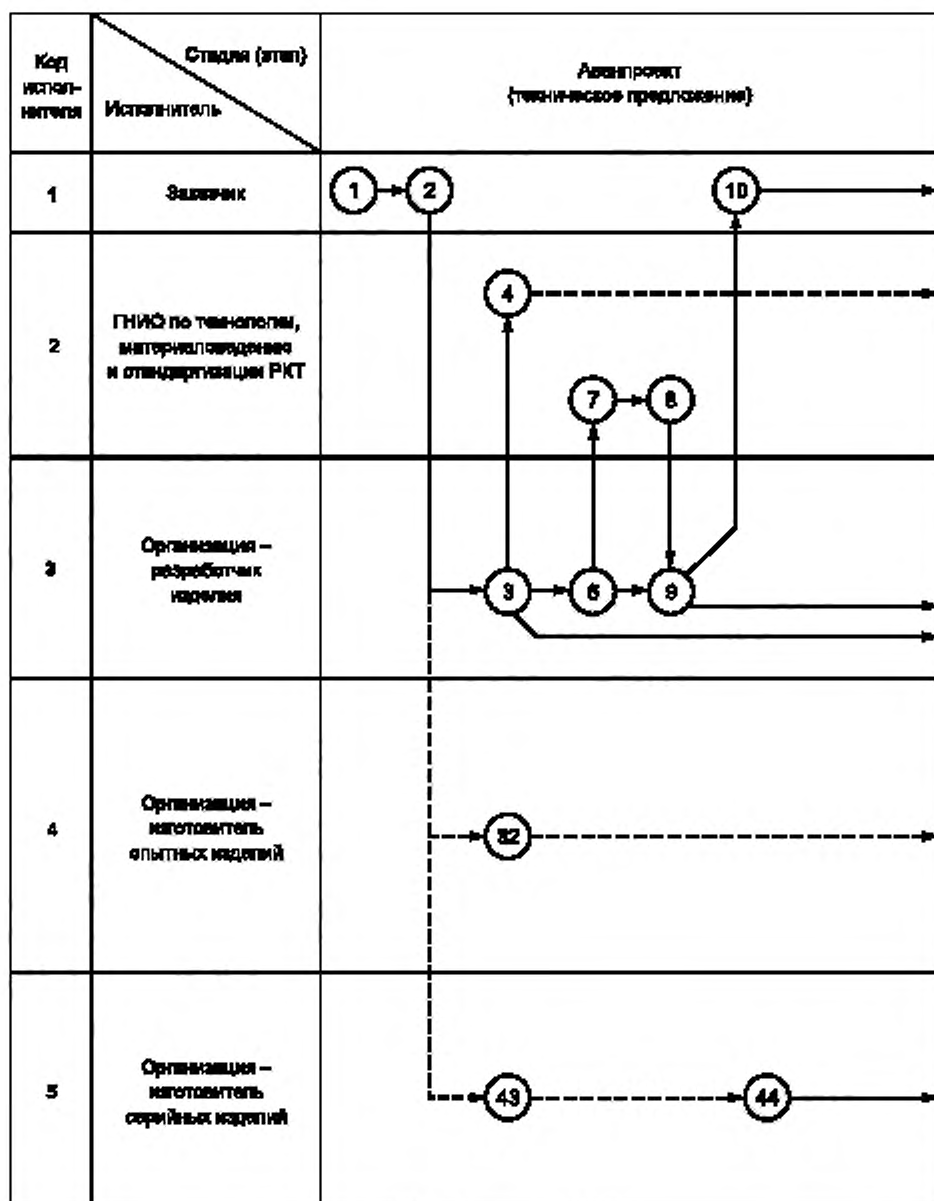 Код
испол-
нителя
Стадия (этап)
Исполнитель
Аванпроект
(техническое предложение)
1
Заказчик
1
2
10
2
ГНИО по технологии,
материаловедению
и стандартизации РКТ
4
7
8
3
Организация –
разработчик
изделия
3
6
9
4
Организация –
изготовитель
опытных изделий
32
5
Организация –
изготовитель
серийных изделий
43
44